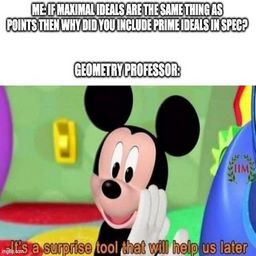 ME: IF MAXIMAL IDEALS ARE THE SAME THING AS
POINTS THEN WHY DID YOU INCLUDE PRIME IDEALS IN SPEC?
GEOMETRY PROFESSOR:
IIM
It's a surprise tool that will help us later
imgflip.com